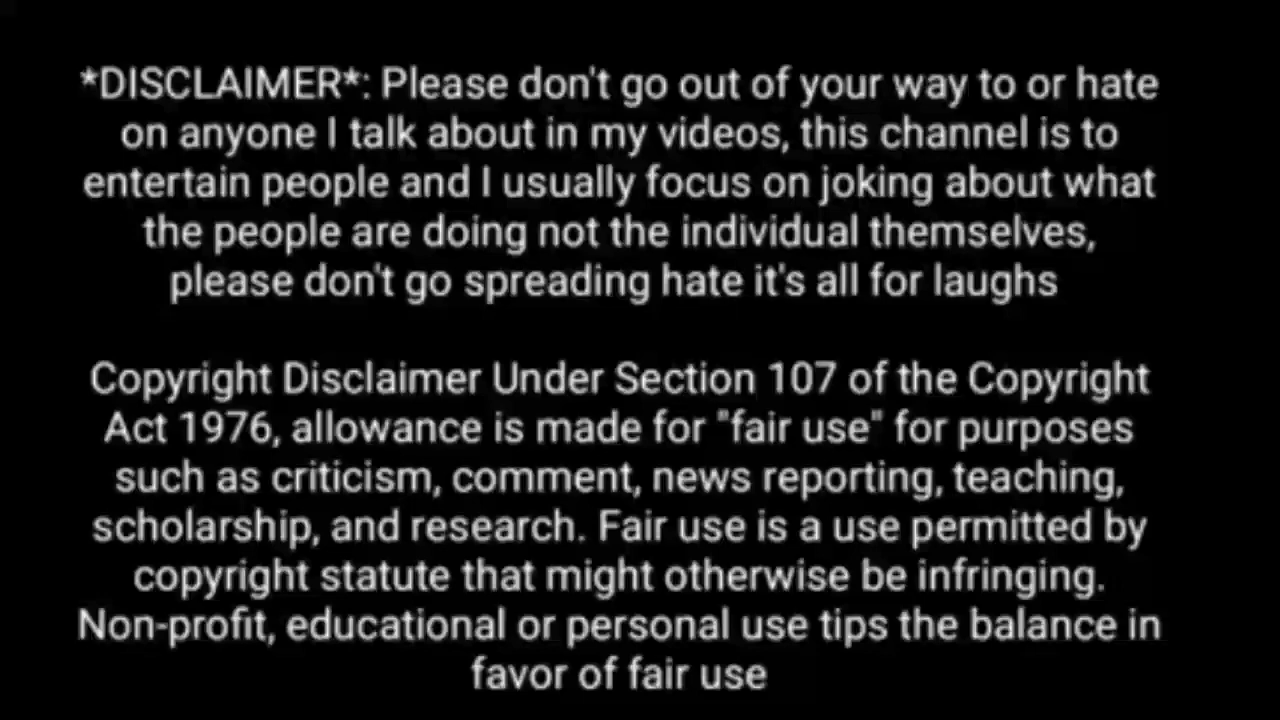 *DISCLAIMER*: Please don't go out of your way to or hate
on anyone I talk about in my videos, this channel is to
entertain people and I usually focus on joking about what
the people are doing not the individual themselves,
please don't go spreading hate it's all for laughs
Copyright Disclaimer Under Section 107 of the Copyright
Act 1976, allowance is made for "fair use" for purposes
such as criticism, comment, news reporting, teaching,
scholarship, and research. Fair use is a use permitted by
copyright statute that might otherwise be infringing.
Non-profit, educational or personal use tips the balance in
favor of fair use